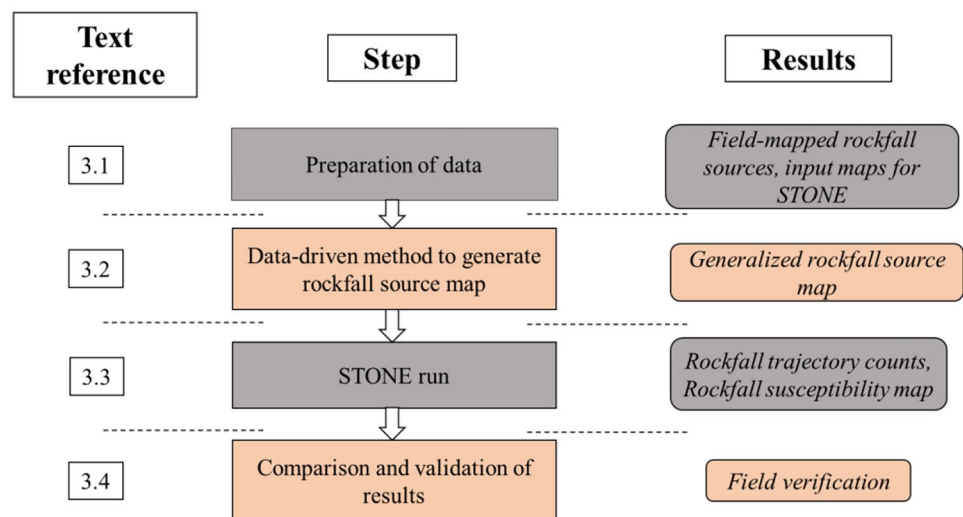 Text
reference
Step
Results
3.1
Preparation of data
Field-mapped rockfall
sources, input maps for
STONE
3.2
Data-driven method to generate
rockfall source map
Generalized rockfall source
map
3.3
STONE run
Rockfall trajectory counts,
Rockfall susceptibility map
3.4
Comparison and validation of
results
Field verification